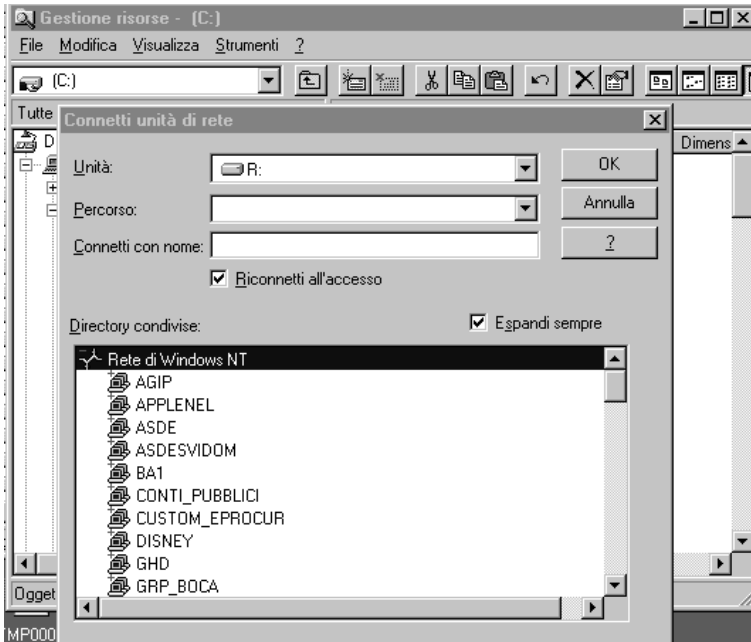 Gestione risorse - (C:)
File Modifica Visualizza Strumenti ?
(C:)
Tutte
Connetti unità di rete
Dimens
Unità:
R:
OK
Percorso:
Annulla
Connetti con nome:
?
Riconnetti all'accesso
Directory condivise:
Espandi sempre
Rete di Windows NT
AGIP
APPLENEL
ASDE
ASDESVIDOM
BA1
CONTI_PUBBLICI
CUSTOM_EPROCUR
DISNEY
GHD
GRP_BOCA
Ogget
MP000